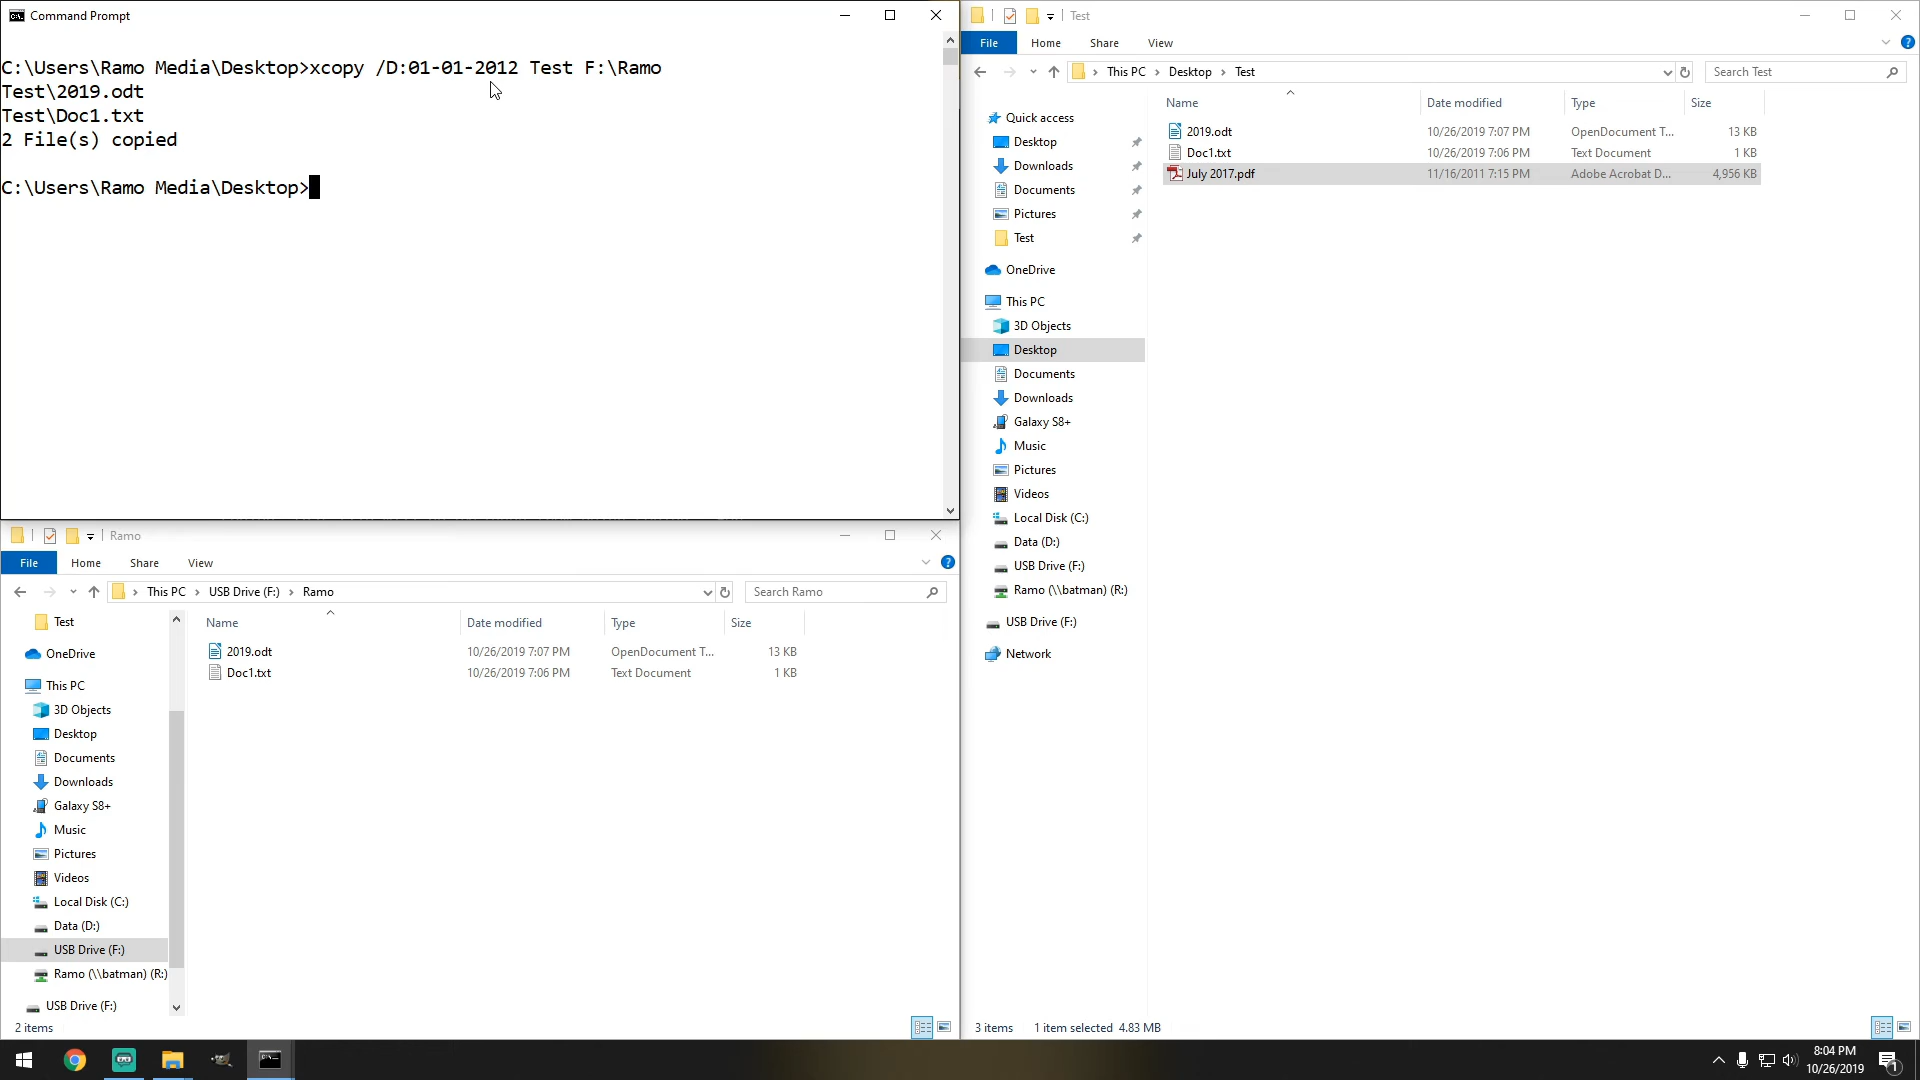 Command Prompt
C:\Users\Ramo Media\Desktop>xcopy /D:01-01-2012 Test F:\Ramo
Test\2019.odt
Test\Doc1.txt
2 File(s) copied
C:\Users\Ramo Media\Desktop>
Test
File Home Share View
This PC Desktop Test
Search Test
Name Date modified Type Size
2019.odt 10/26/2019 7:07 PM OpenDocument T... 13 KB
Doc1.txt 10/26/2019 7:06 PM Text Document 1 KB
July 2017.pdf 11/16/2011 7:15 PM Adobe Acrobat D... 4,956 KB
Quick access
Desktop
Downloads
Documents
Pictures
Test
OneDrive
This PC
3D Objects
Desktop
Documents
Downloads
Galaxy S8+
Music
Pictures
Videos
Local Disk (C:)
Data (D:)
USB Drive (F:)
Ramo (\\batman) (R:)
USB Drive (F:)
Network
3 items 1 item selected 4.83 MB
Ramo
File Home Share View
This PC USB Drive (F:) Ramo
Search Ramo
Name Date modified Type Size
2019.odt 10/26/2019 7:07 PM OpenDocument T... 13 KB
Doc1.txt 10/26/2019 7:06 PM Text Document 1 KB
Test
OneDrive
This PC
3D Objects
Desktop
Documents
Downloads
Galaxy S8+
Music
Pictures
Videos
Local Disk (C:)
Data (D:)
USB Drive (F:)
Ramo (\\batman) (R:)
USB Drive (F:)
2 items
8:04 PM
10/26/2019
1